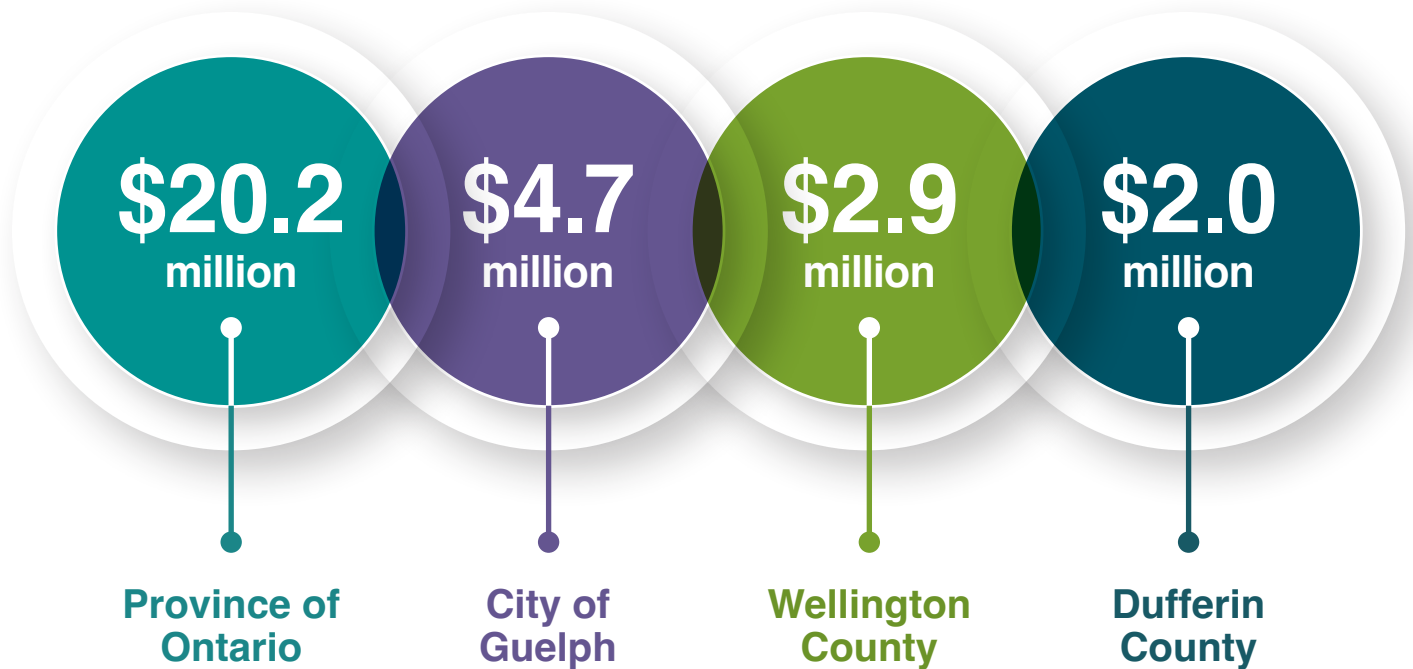 $20.2
million
$4.7
million
$2.9
million
$2.0
million
Province of
Ontario
City of
Guelph
Wellington
County
Dufferin
County